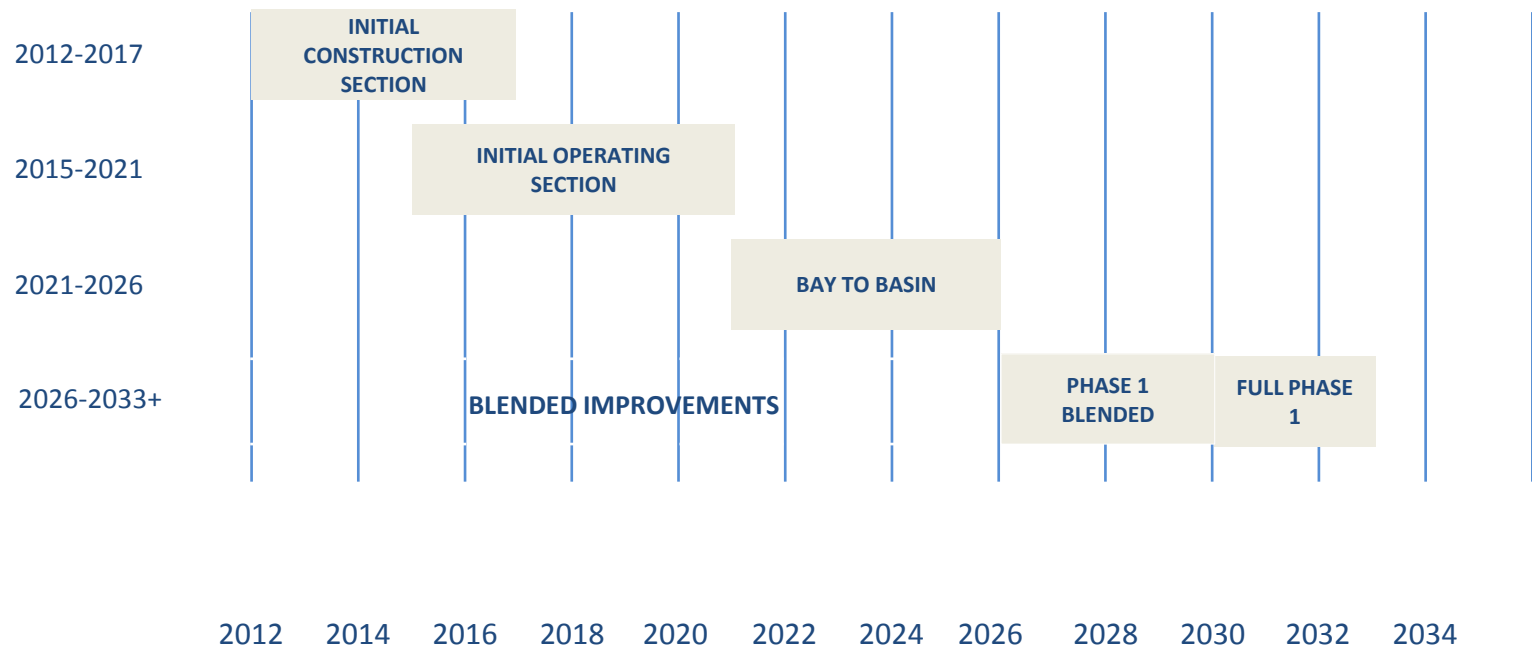 2012-2017
INITIAL
CONSTRUCTION
SECTION
2015-2021
INITIAL OPERATING
SECTION
2021-2026
BAY TO BASIN
2026-2033+
BLENDED IMPROVEMENTS
PHASE 1
BLENDED
FULL PHASE
1
2012 2014 2016 2018 2020 2022 2024 2026 2028 2030 2032 2034